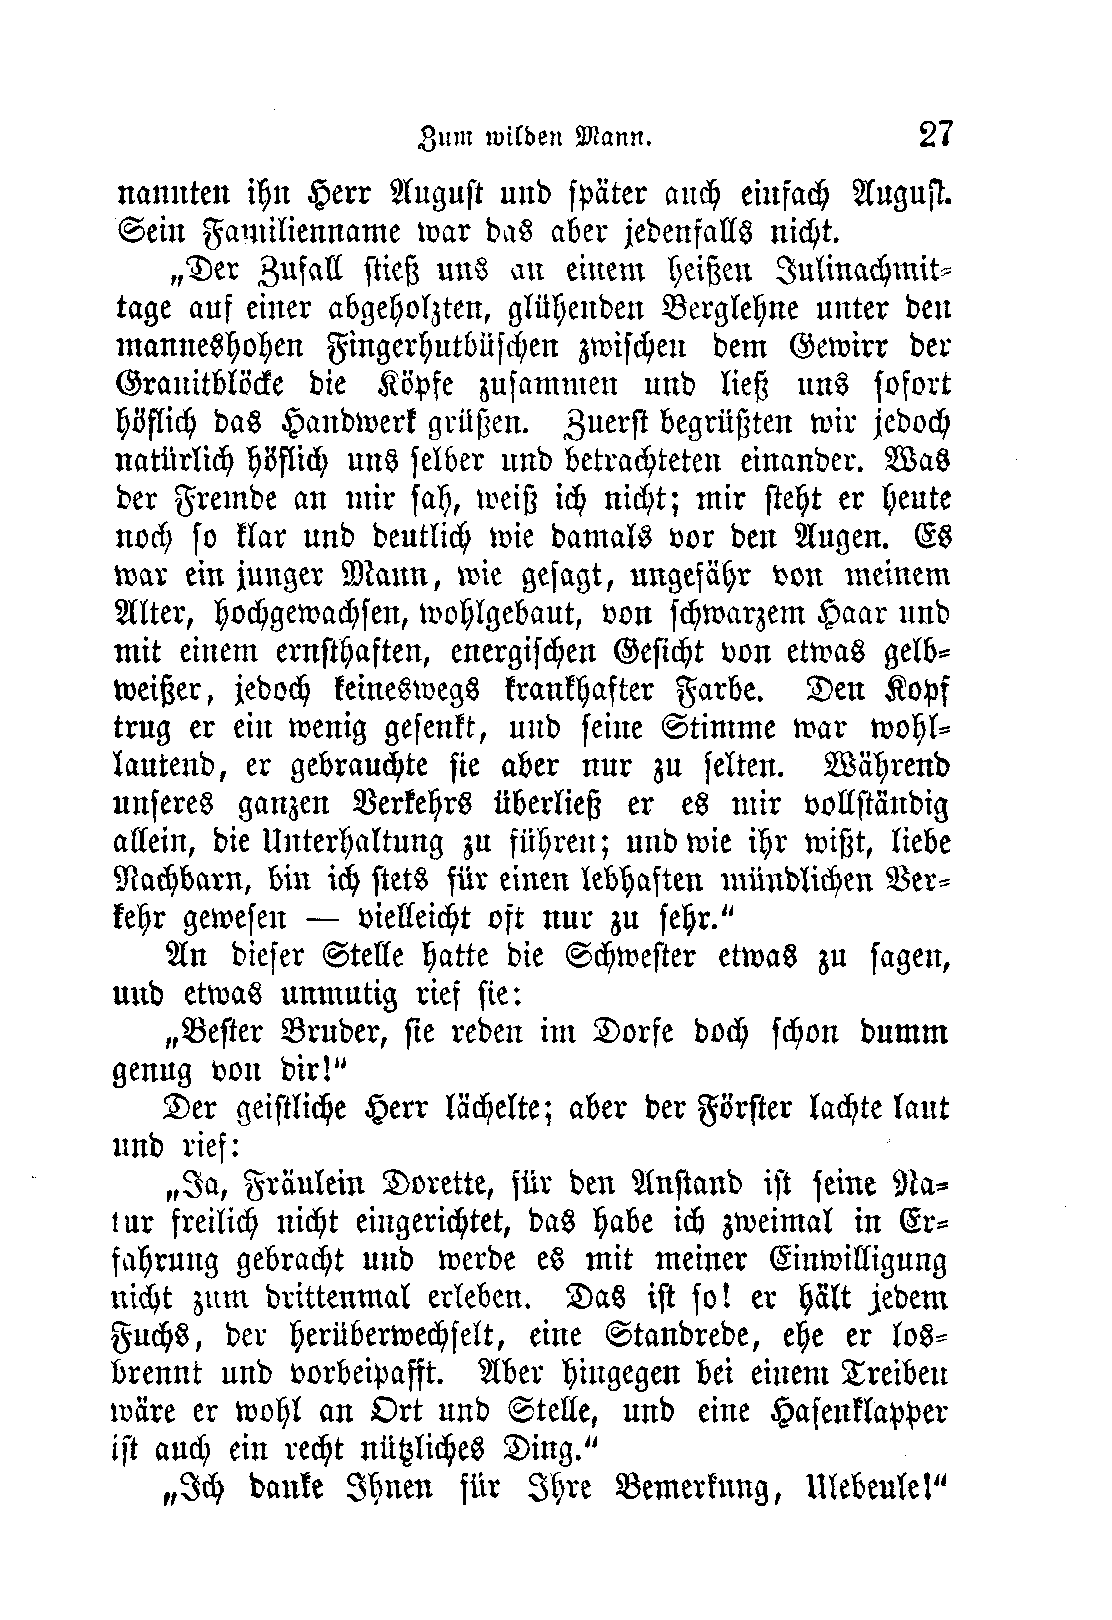 Zum wilden Mann. 27
nannten ihn Herr August und später auch einfach August.
Sein Familienname war das aber jedenfalls nicht.
„Der Zufall stieß uns an einem heißen Julinachmit-
tage auf einer abgeholzten, glühenden Berglehne unter den
manneshohen Fingerhutbüschen zwischen dem Gewirr der
Granitblöcke die Köpfe zusammen und ließ uns sofort
höflich das Handwerk grüßen. Zuerst begrüßten wir jedoch
natürlich höflich uns selber und betrachteten einander. Was
der Fremde an mir sah, weiß ich nicht; mir steht er heute
noch so klar und deutlich wie damals vor den Augen. Es
war ein junger Mann, wie gesagt, ungefähr von meinem
Alter, hochgewachsen, wohlgebaut, von schwarzem Haar und
mit einem ernsthaften, energischen Gesicht von etwas gelb-
weißer, jedoch keineswegs krankhafter Farbe. Den Kopf
trug er ein wenig gesenkt, und seine Stimme war wohl-
lautend, er gebrauchte sie aber nur zu selten. Während
unseres ganzen Verkehrs überließ er es mir vollständig
allein, die Unterhaltung zu führen; und wie ihr wißt, liebe
Nachbarn, bin ich stets für einen lebhaften mündlichen Ver-
kehr gewesen — vielleicht oft nur zu sehr.“
An dieser Stelle hatte die Schwester etwas zu sagen,
und etwas unmutig rief sie:
„Bester Bruder, sie reden im Dorfe doch schon dumm
genug von dir!“
Der geistliche Herr lächelte; aber der Förster lachte laut
und rief:
„Ja, Fräulein Dorette, für den Anstand ist seine Na-
tur freilich nicht eingerichtet, das habe ich zweimal in Er-
fahrung gebracht und werde es mit meiner Einwilligung
nicht zum drittenmal erleben. Das ist so! er hält jedem
Fuchs, der herüberwechselt, eine Standrede, ehe er los-
brennt und vorbeipafft. Aber hingegen bei einem Treiben
wäre er wohl an Ort und Stelle, und eine Hasenklapper
ist auch ein recht nützliches Ding.“
„Ich danke Ihnen für Ihre Bemerkung, Ulebeule!“